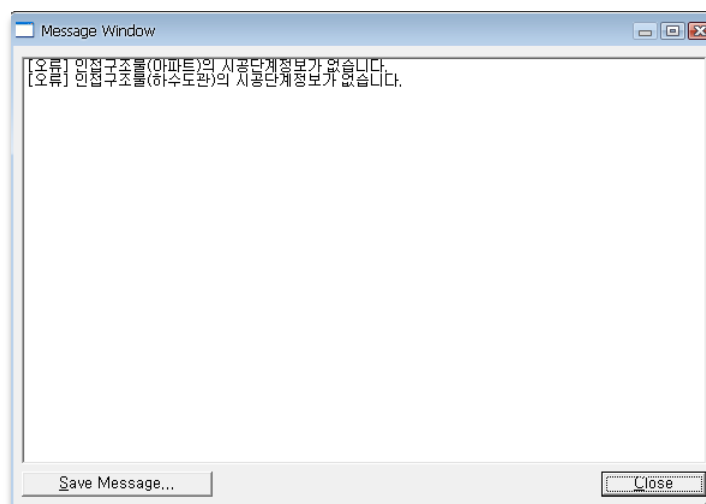 Message Window
[오류] 인접구조물(아파트)의 시공단계정보가 없습니다.
[오류] 인접구조물(하수도관)의 시공단계정보가 없습니다.
Save Message...
Close